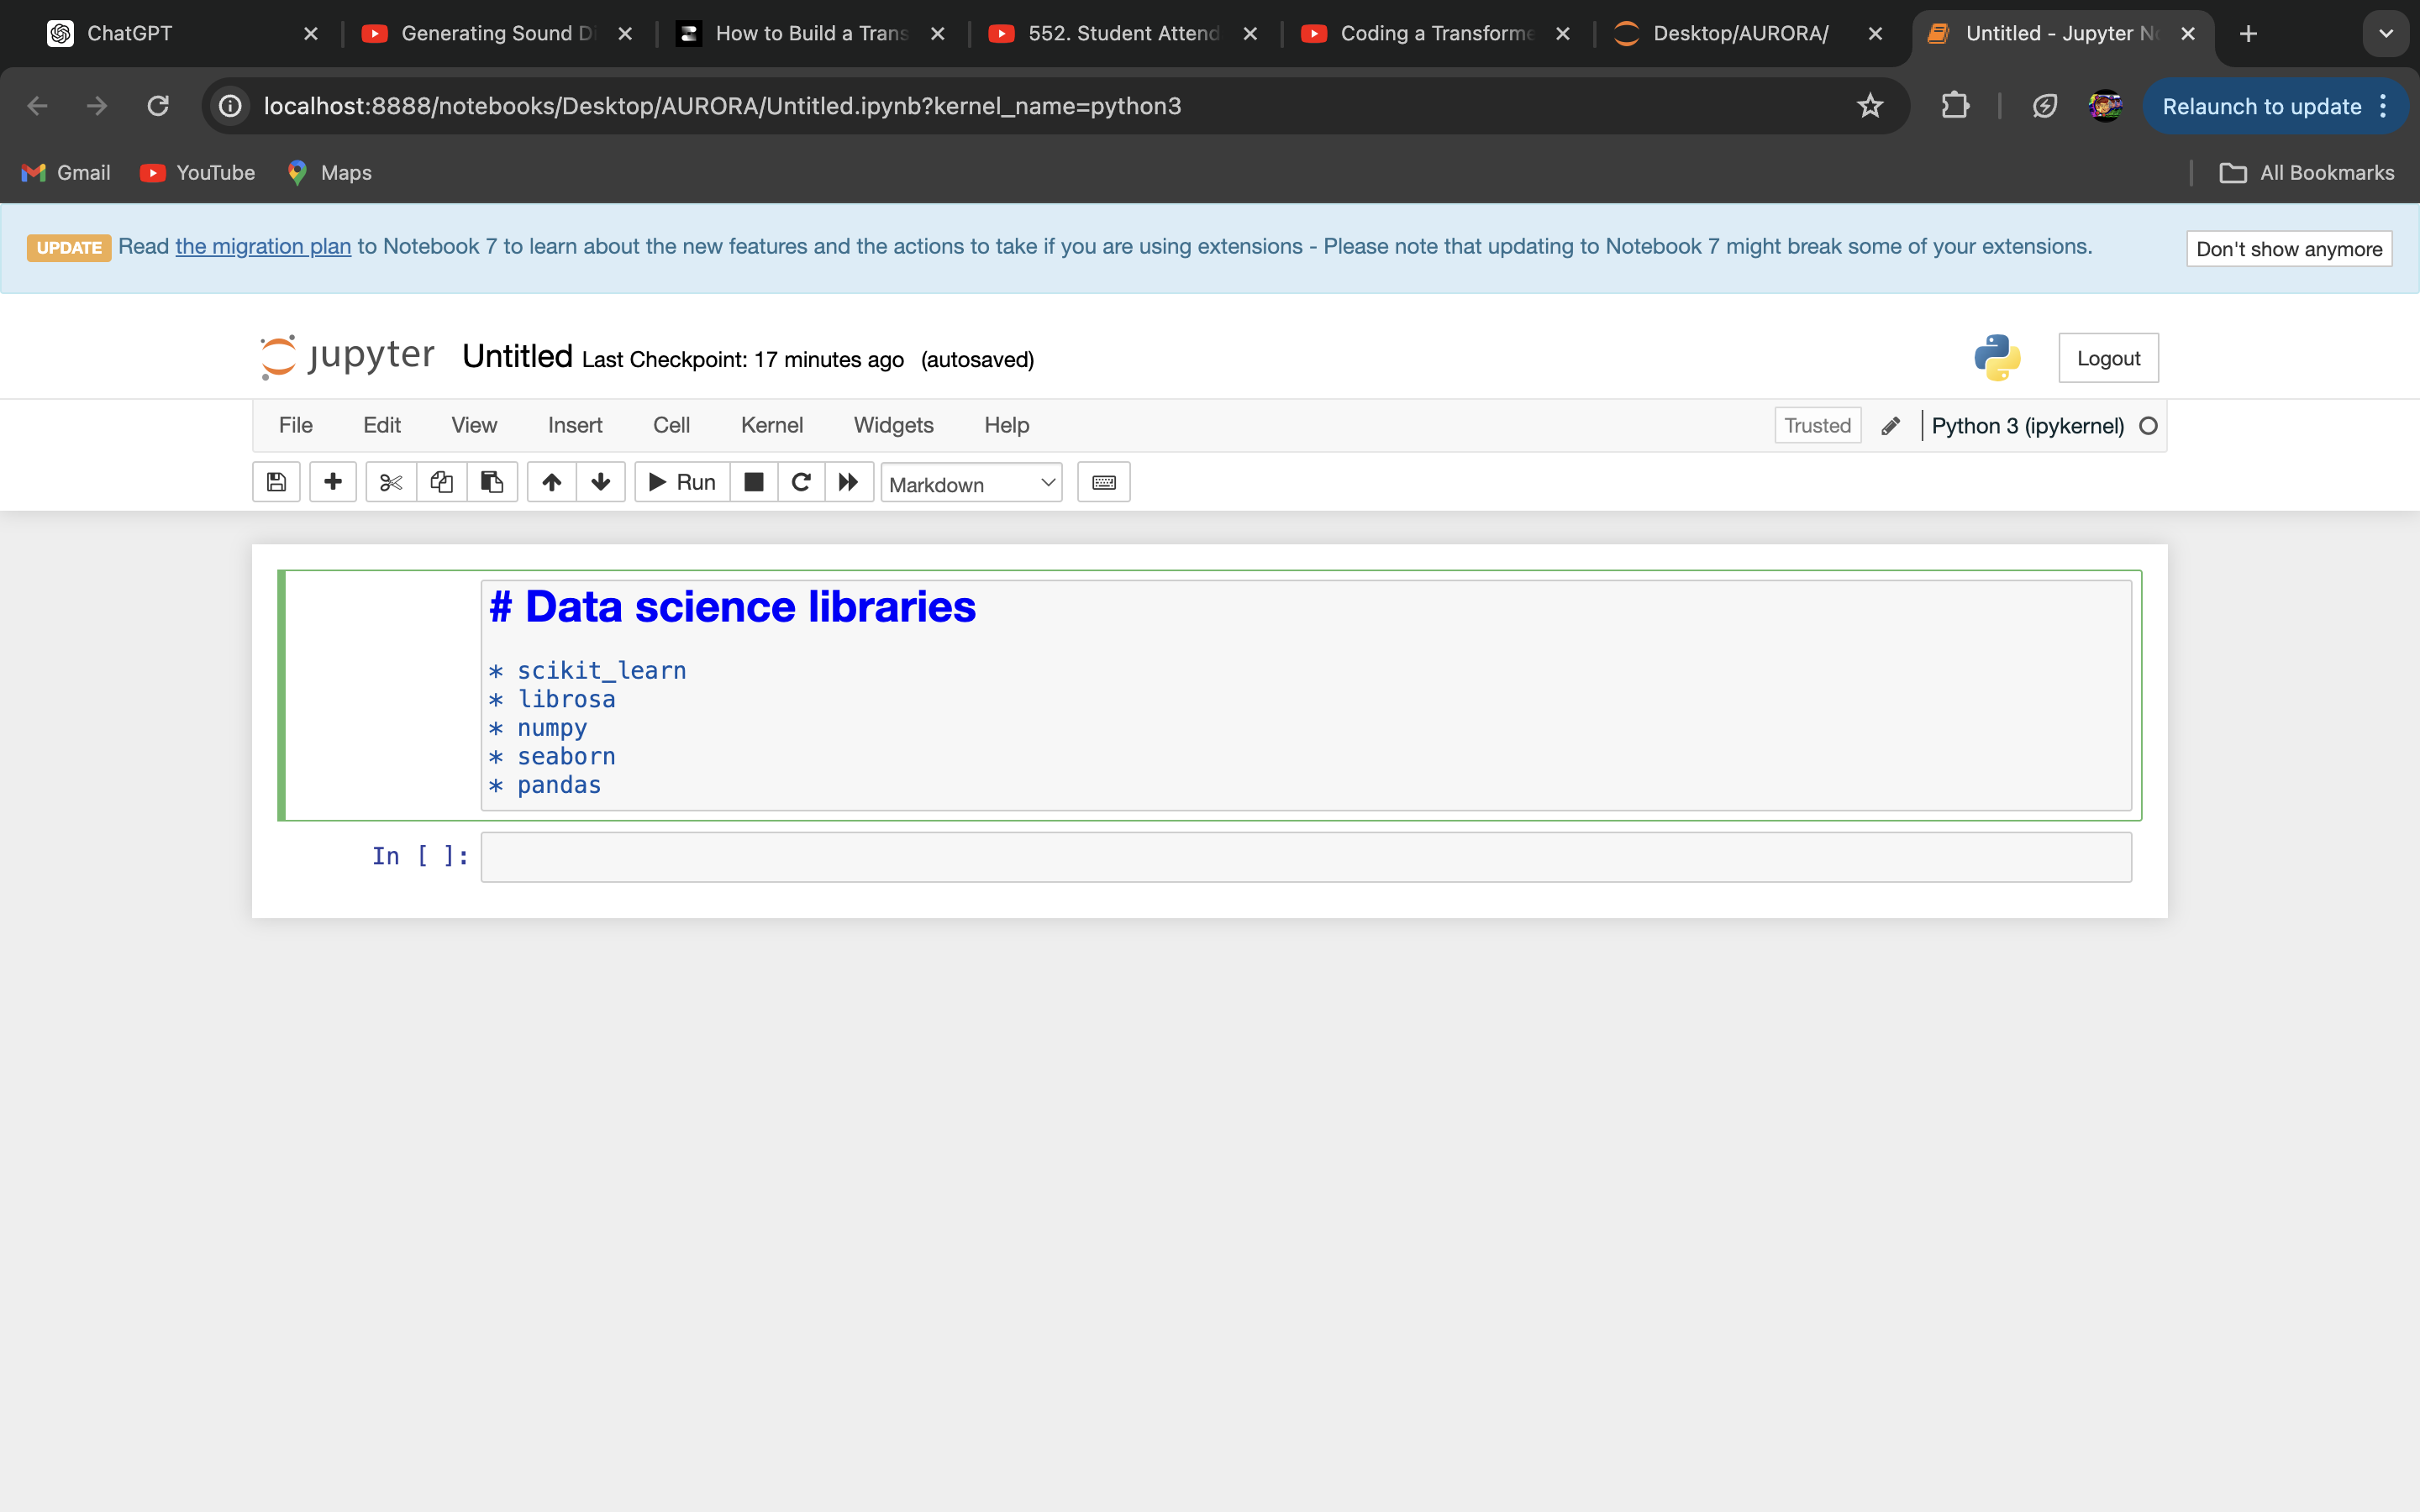 ChatGPT Generating Sound Di How to Build a Trans 552. Student Attend Coding a Transforme Desktop/AURORA/ Untitled - Jupyter No
localhost:8888/notebooks/Desktop/AURORA/Untitled.ipynb?kernel_name=python3 Relaunch to update
Gmail YouTube Maps All Bookmarks
UPDATE Read the migration plan to Notebook 7 to learn about the new features and the actions to take if you are using extensions - Please note that updating to Notebook 7 might break some of your extensions. Don't show anymore
jupyter Untitled Last Checkpoint: 17 minutes ago (autosaved) Logout
File Edit View Insert Cell Kernel Widgets Help Trusted Python 3 (ipykernel)
Run Markdown
# Data science libraries
* scikit_learn
* librosa
* numpy
* seaborn
* pandas
In [ ]: